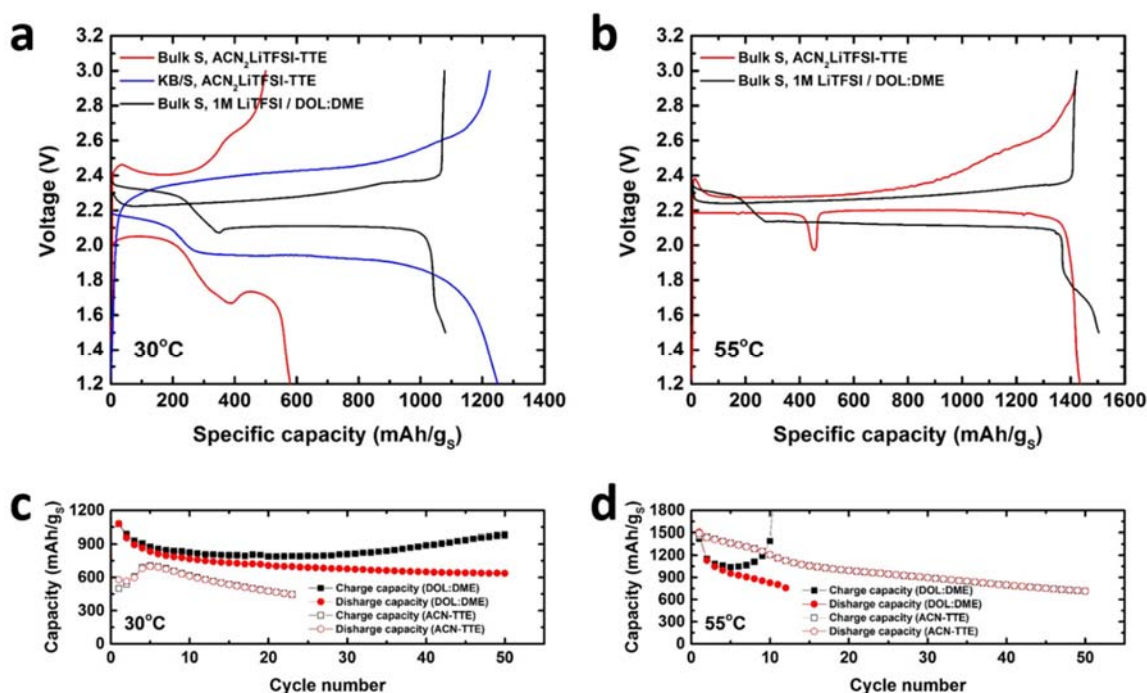 a
3.2
3.0
2.8
2.6
2.4
2.2
2.0
1.8
1.6
1.4
1.2
Voltage (V)
Bulk S, ACN₂LiTFSI-TTE
KB/S, ACN₂LiTFSI-TTE
Bulk S, 1M LiTFSI / DOL:DME
30°C
0 200 400 600 800 1000 1200 1400
Specific capacity (mAh/gₛ)
b
3.2
3.0
2.8
2.6
2.4
2.2
2.0
1.8
1.6
1.4
1.2
Voltage (V)
Bulk S, ACN₂LiTFSI-TTE
Bulk S, 1M LiTFSI / DOL:DME
55°C
0 200 400 600 800 1000 1200 1400 1600
Specific capacity (mAh/gₛ)
c
1200
900
600
300
0
Capacity
(mAh/gₛ)
Charge capacity (DOL:DME)
Disharge capacity (DOL:DME)
Charge capacity (ACN-TTE)
Disharge capacity (ACN-TTE)
30°C
0 10 20 30 40 50
Cycle number
d
1800
1500
1200
900
600
300
0
Capacity
(mAh/gₛ)
Charge capacity (DOL:DME)
Disharge capacity (DOL:DME)
Charge capacity (ACN-TTE)
Disharge capacity (ACN-TTE)
55°C
0 10 20 30 40 50
Cycle number